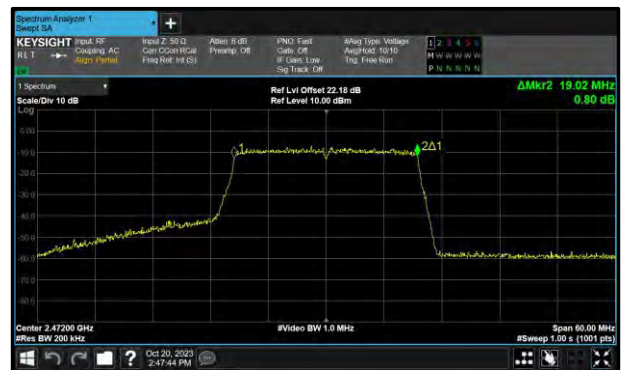 Spectrum Analyzer 1
Swept SA
+
KEYSIGHT Input: RF Input Z: 50 Ω Atten: 8 dB PNO: Fast #Avg Type: Voltage 1 2 3 4 5 6
RLT Coupling: AC Corr CCorr RCal Preamp: Off Gate: Off Avg|Hold: 10/10 M W W W W W
Align: Partial Freq Ref: Int (S) IF Gain: Low Trig: Free Run P N N N N N
Sig Track: Off
1 Spectrum Ref Lvl Offset 22.18 dB ΔMkr2 19.02 MHz
Scale/Div 10 dB Ref Level 10.00 dBm 0.80 dB
Log
0.00
1 2Δ1
-10.0
-20.0
-30.0
-40.0
-50.0
-60.0
-70.0
-80.0
Center 2.47200 GHz #Video BW 1.0 MHz Span 60.00 MHz
#Res BW 200 kHz #Sweep 1.00 s (1001 pts)
? Oct 20, 2023
2:47:44 PM